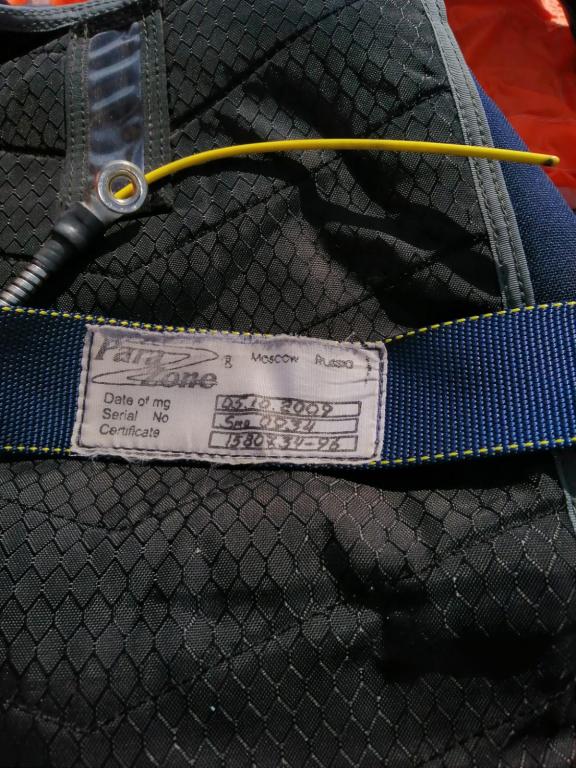 Para
Zone
Moscow Russia
Date of mg 05.10.2009
Serial No
Certificate